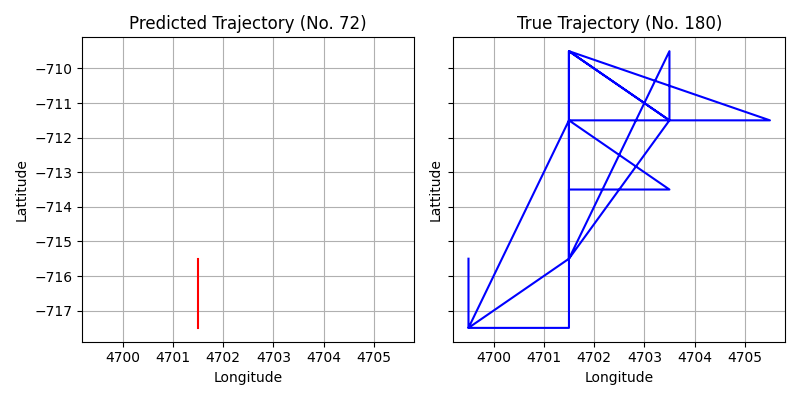 Predicted Trajectory (No. 72)
True Trajectory (No. 180)
Lattitude
−710
−711
−712
−713
−714
−715
−716
−717
4700 4701 4702 4703 4704 4705
Longitude
Lattitude
4700 4701 4702 4703 4704 4705
Longitude